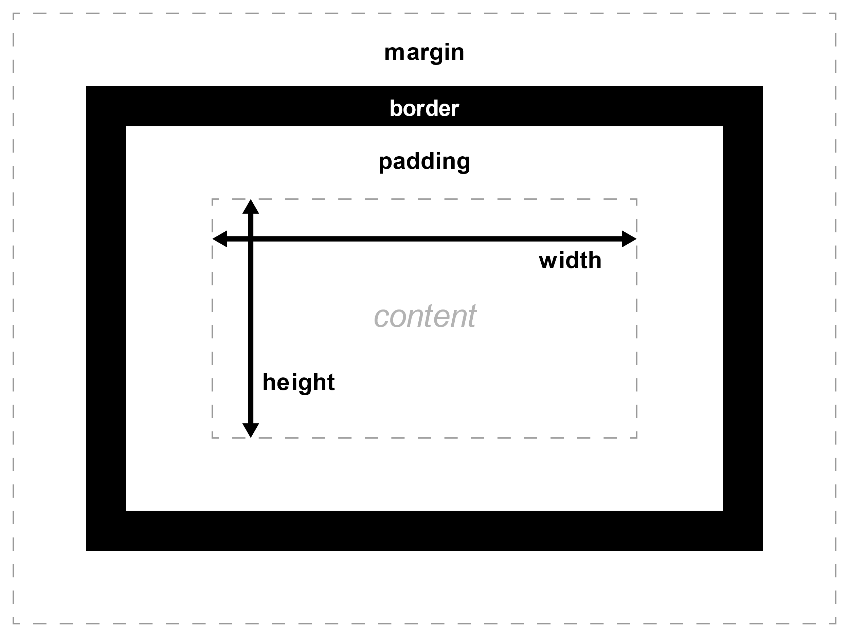 margin
border
padding
width
content
height